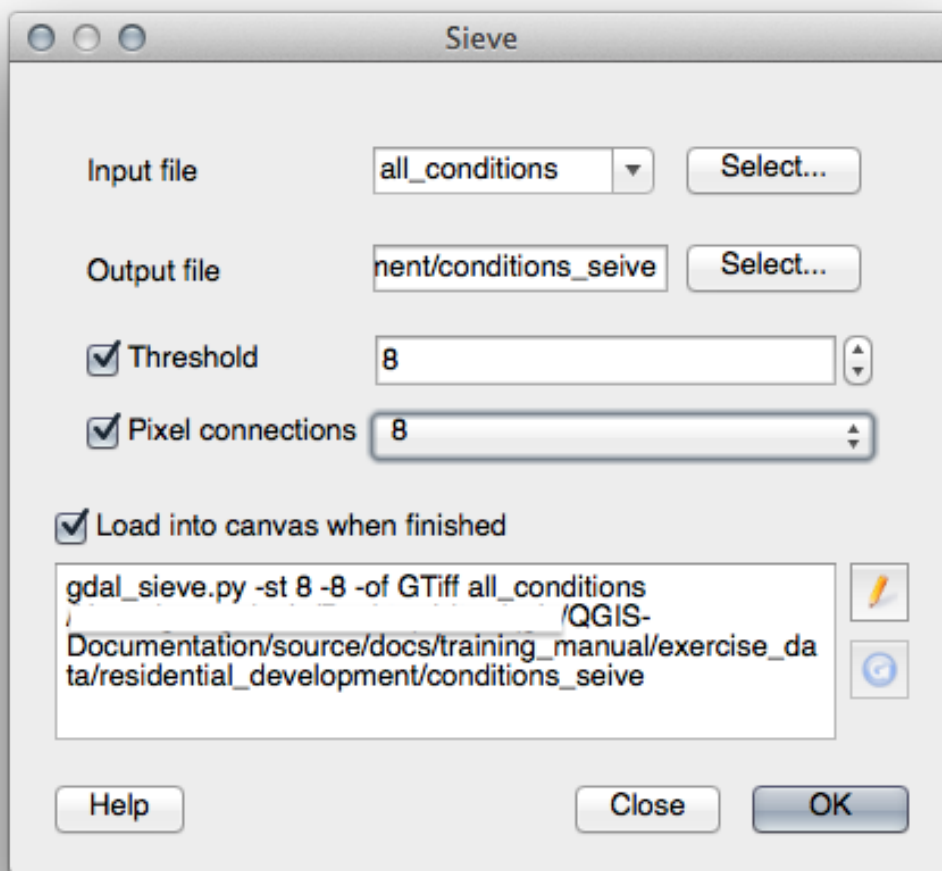 Sieve
Input file all_conditions Select...
Output file nent/conditions_seive Select...
Threshold 8
Pixel connections 8
Load into canvas when finished
gdal_sieve.py -st 8 -8 -of GTiff all_conditions
/ /QGIS-
Documentation/source/docs/training_manual/exercise_da
ta/residential_development/conditions_seive
Help Close OK